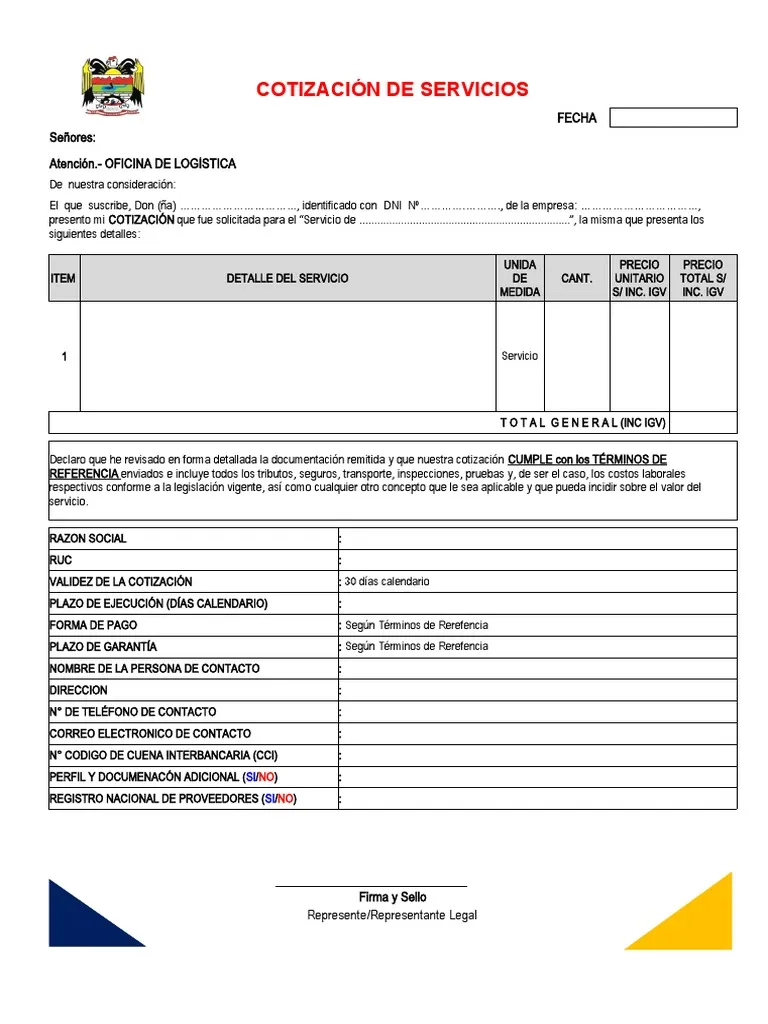 COTIZACIÓN DE SERVICIOS
FECHA
Señores:
Atención.- OFICINA DE LOGÍSTICA
De nuestra consideración:
El que suscribe, Don (ña) ……………………………, identificado con DNI Nº…………..………, de la empresa: ……………………………,
presento mi COTIZACIÓN que fue solicitada para el “Servicio de .......................................................................”, la misma que presenta los
siguientes detalles:
ITEM DETALLE DEL SERVICIO UNIDA DE MEDIDA CANT. PRECIO UNITARIO S/ INC. IGV PRECIO TOTAL S/ INC. IGV
1 Servicio
T O T A L G E N E R A L (INC IGV)
Declaro que he revisado en forma detallada la documentación remitida y que nuestra cotización CUMPLE con los TÉRMINOS DE
REFERENCIA enviados e incluye todos los tributos, seguros, transporte, inspecciones, pruebas y, de ser el caso, los costos laborales
respectivos conforme a la legislación vigente, así como cualquier otro concepto que le sea aplicable y que pueda incidir sobre el valor del
servicio.
RAZON SOCIAL :
RUC :
VALIDEZ DE LA COTIZACIÓN : 30 días calendario
PLAZO DE EJECUCIÓN (DÍAS CALENDARIO) :
FORMA DE PAGO : Según Términos de Rerefencia
PLAZO DE GARANTÍA : Según Términos de Rerefencia
NOMBRE DE LA PERSONA DE CONTACTO :
DIRECCION :
N° DE TELÉFONO DE CONTACTO :
CORREO ELECTRONICO DE CONTACTO :
N° CODIGO DE CUENA INTERBANCARIA (CCI) :
PERFIL Y DOCUMENACÓN ADICIONAL (SI/NO) :
REGISTRO NACIONAL DE PROVEEDORES (SI/NO) :
Firma y Sello
Represente/Representante Legal